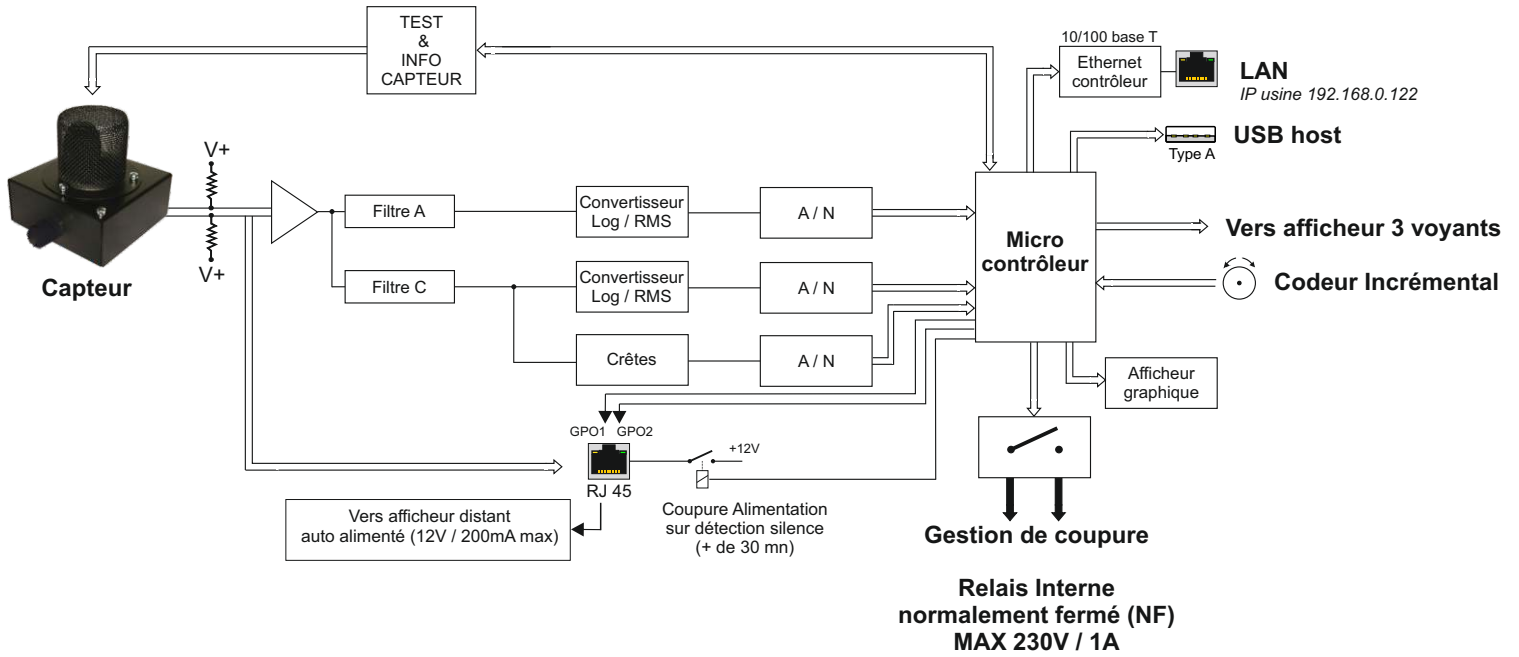 TEST
&
INFO
CAPTEUR
10/100 base T
Ethernet
contrôleur
LAN
IP usine 192.168.0.122
USB host
Type A
V+
V+
Capteur
Filtre A
Convertisseur
Log / RMS
A / N
Filtre C
Convertisseur
Log / RMS
A / N
Crêtes
A / N
Micro
contrôleur
Vers afficheur 3 voyants
Codeur Incrémental
Afficheur
graphique
GPO1 GPO2
+12V
RJ 45
Vers afficheur distant
auto alimenté (12V / 200mA max)
Coupure Alimentation
sur détection silence
(+ de 30 mn)
Gestion de coupure
Relais Interne
normalement fermé (NF)
MAX 230V / 1A